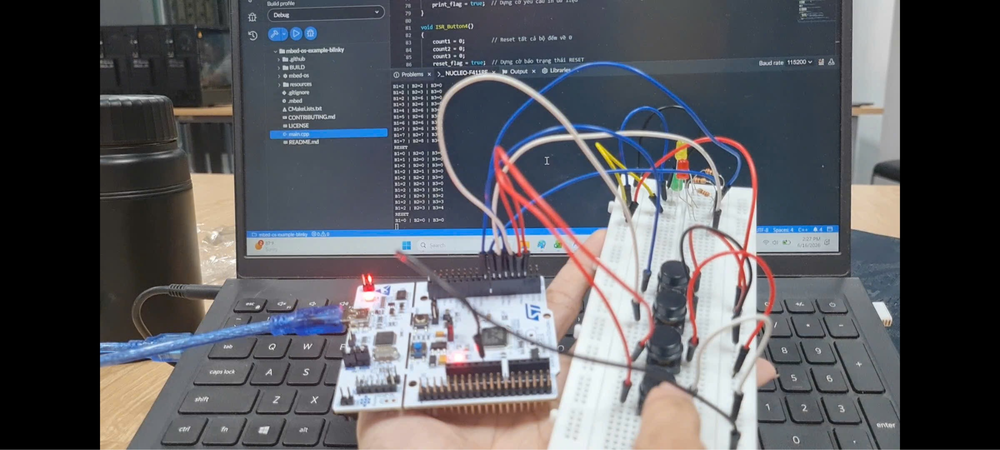 Build profile
Debug
mbed-os-example-blinky
.github
BUILD
mbed-os
resources
.gitignore
.mbed
CMakeLists.txt
CONTRIBUTING.md
LICENSE
main.cpp
README.md
78 print_flag = true; // Dựng cờ yêu cầu in dữ liệu
79 }
80
81 void ISR_Button4()
82 {
83 count1 = 0; // Reset tất cả bộ đếm về 0
84 count2 = 0;
85 count3 = 0;
86 reset_flag = true; // Dựng cờ báo trạng thái RESET
Baud rate 115200
Problems × NUCLEO-F411RE × Output × Libraries
B1=2 | B2=2 | B3=0
B1=2 | B2=3 | B3=0
B1=2 | B2=6 | B3=0
B1=3 | B2=6 | B3=
B1=4 | B2=6 | B3
B1=5 | B2=6 | B3
B1=6 | B2=6 | B3
B1=7 | B2=6 | B3
B1=7 | B2=7 | B3
B1=7 | B2=8 | B3=
RESET
B1=0 | B2=0 | B3=
B1=1 | B2=0 | B3=0
B1=2 | B2=0 | B3=0
B1=2 | B2=1 | B3=0
B1=2 | B2=2 | B3=0
B1=2 | B2=3 | B3=0
B1=2 | B2=3 | B3=1
B1=2 | B2=3 | B3=2
B1=2 | B2=3 | B3=3
B1=2 | B2=3 | B3=4
RESET
B1=0 | B2=0 | B3=0
mbed-os-example-blinky 0 0
UTF-8 Spaces: 4 C++ 4
2
87°F
Sunny
Search
2:27 PM
6/16/2026
esc
tab Q W
caps lock A S
shift Z X
ctrl fn alt
ST
+/-
/ * -
8 9 +
5 6
1 2 3
enter
0 .